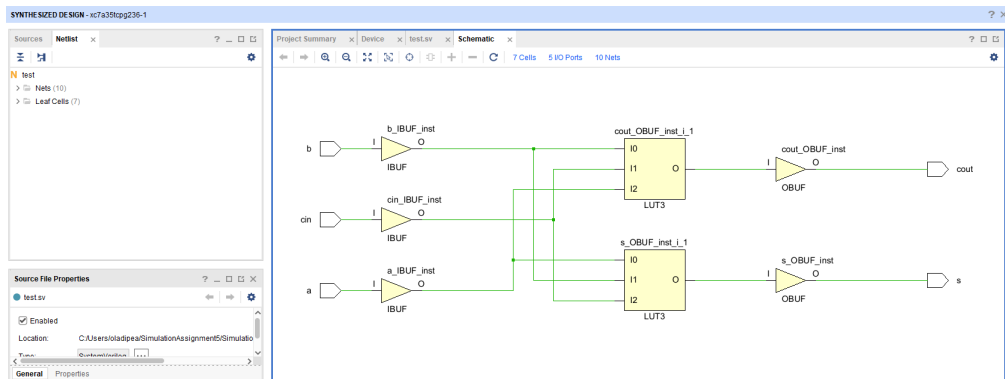 SYNTHESIZED DESIGN - xc7a35tcpg236-1
Sources Netlist
N test
Nets (10)
Leaf Cells (7)
Source File Properties
test.sv
Enabled
Location: C:/Users/oladipea/SimulationAssignment5/Simulatio
Type: SystemVerilog ...
General Properties
Project Summary Device test.sv Schematic
7 Cells 5 I/O Ports 10 Nets
b_IBUF_inst
b I O
IBUF
cin_IBUF_inst
cin I O
IBUF
a_IBUF_inst
a I O
IBUF
cout_OBUF_inst_i_1
I0
I1 O
I2
LUT3
s_OBUF_inst_i_1
I0
I1 O
I2
LUT3
cout_OBUF_inst
I O cout
OBUF
s_OBUF_inst
I O s
OBUF